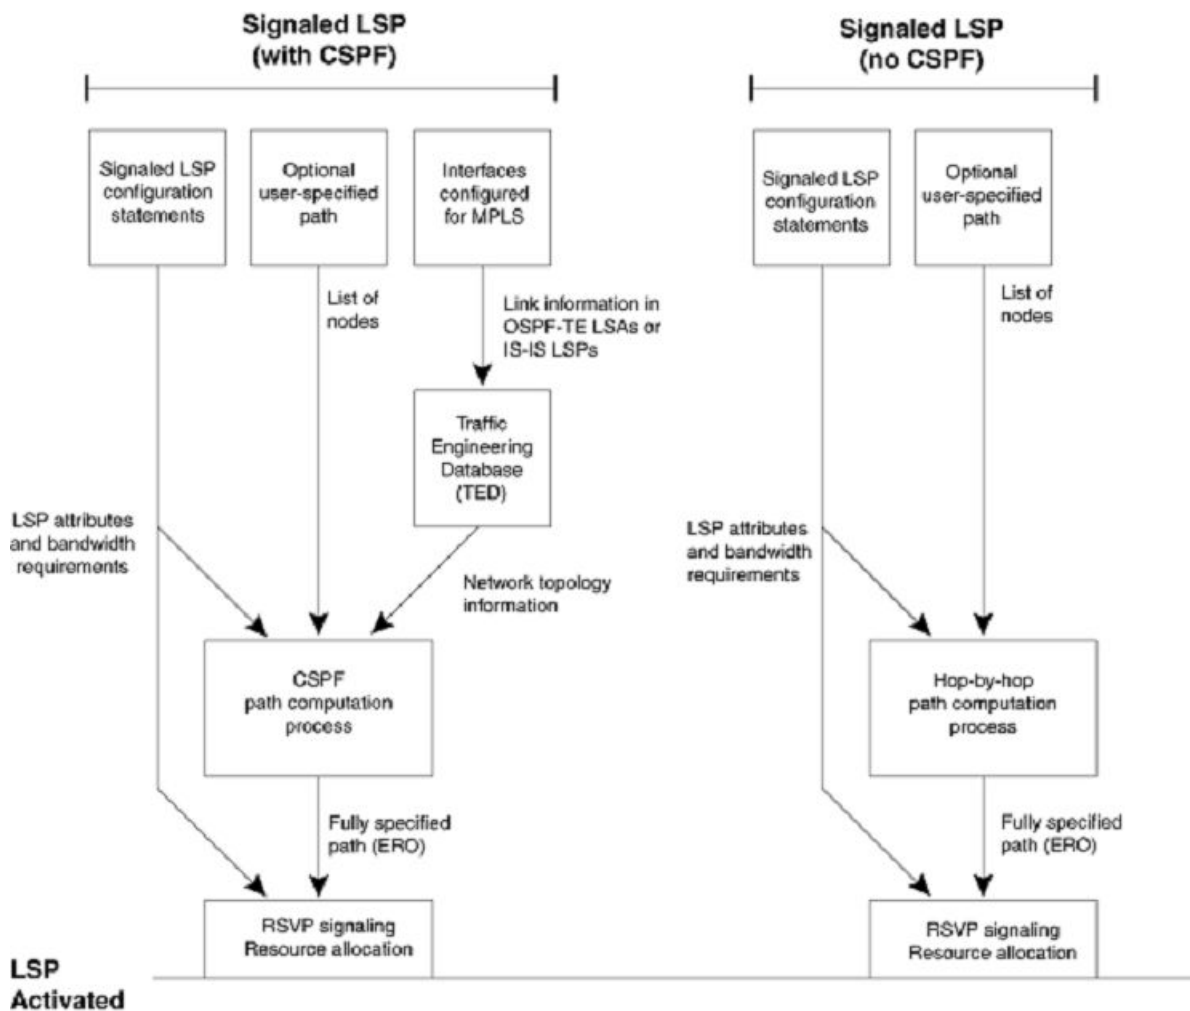 Signaled LSP
(with CSPF)
Signaled LSP
(no CSPF)
Signaled LSP
configuration
statements
Optional
user-specified
path
Interfaces
configured
for MPLS
Signaled LSP
configuration
statements
Optional
user-specified
path
List of
nodes
Link information in
OSPF-TE LSAs or
IS-IS LSPs
List of
nodes
Traffic
Engineering
Database
(TED)
LSP attributes
and bandwidth
requirements
Network topology
information
LSP attributes
and bandwidth
requirements
CSPF
path computation
process
Hop-by-hop
path computation
process
Fully specified
path (ERO)
Fully specified
path (ERO)
RSVP signaling
Resource allocation
RSVP signaling
Resource allocation
LSP
Activated